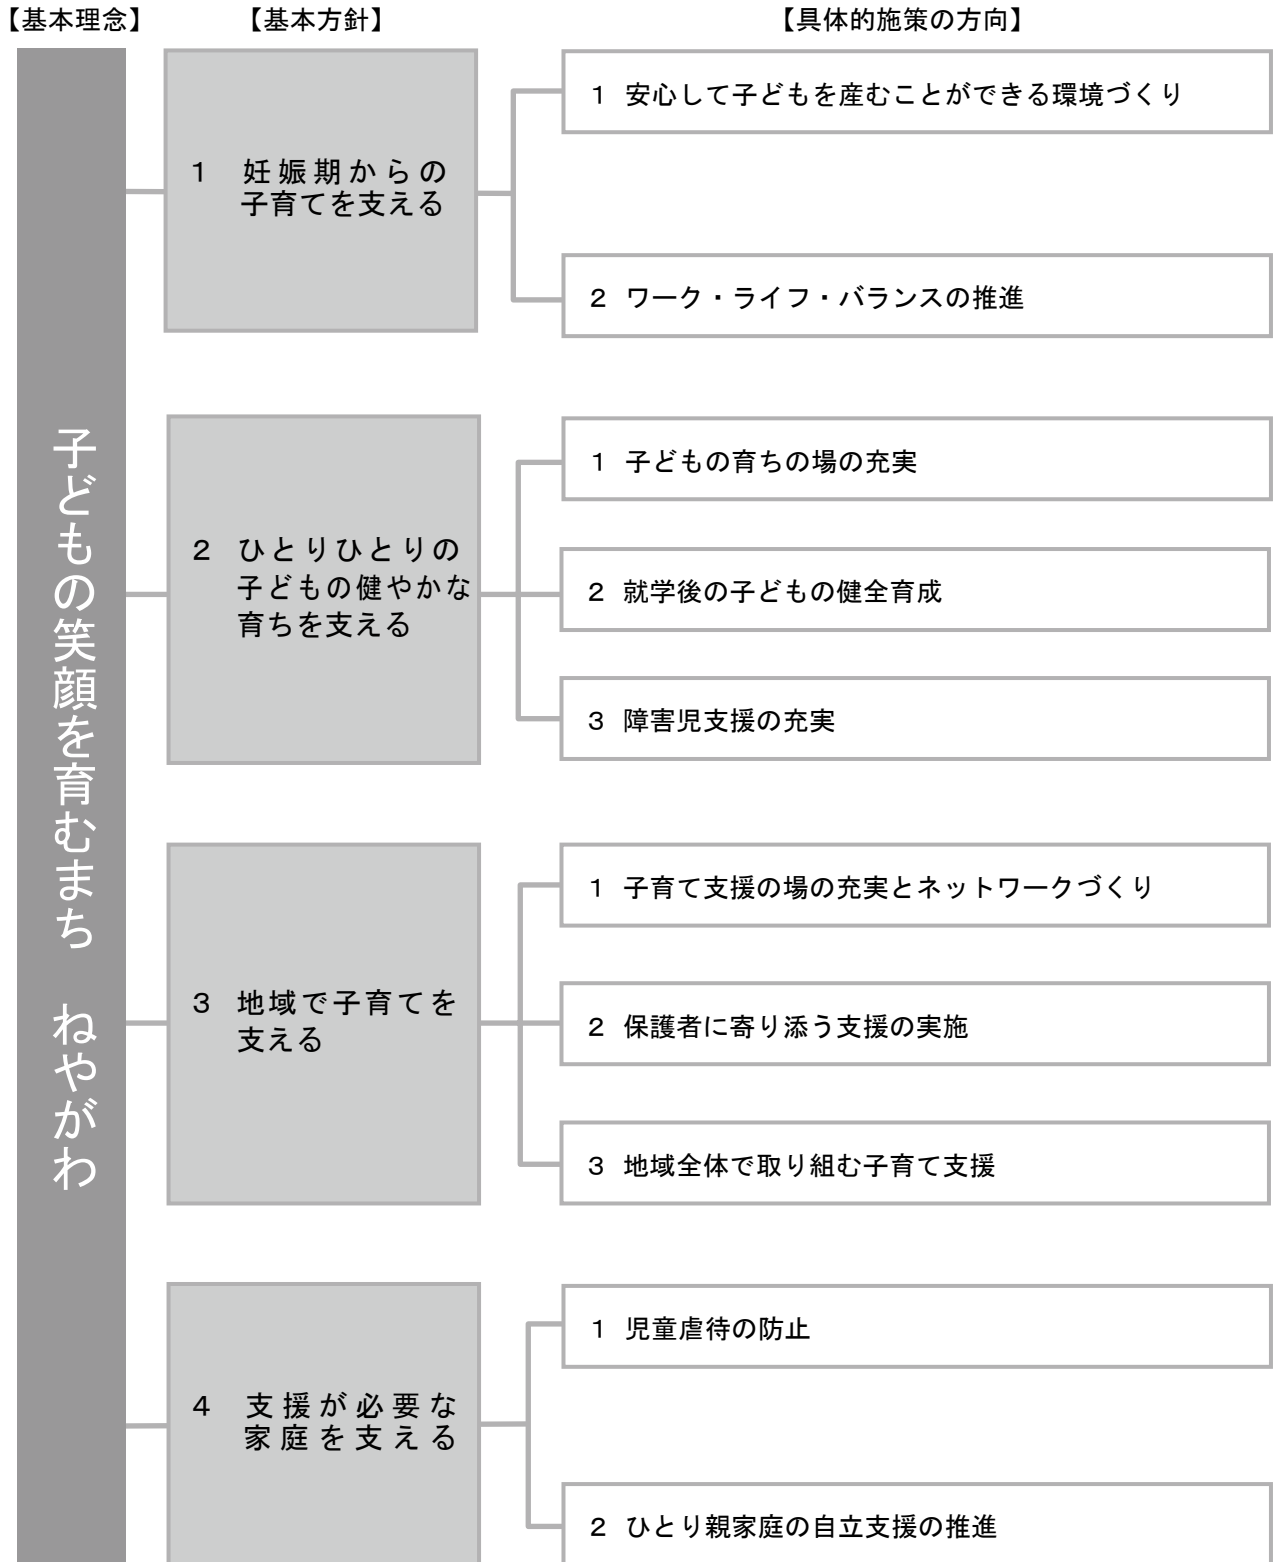 【基本理念】
【基本方針】
【具体的施策の方向】
子どもの笑顔を育むまち　ねやがわ
1　妊娠期からの
子育てを支える
1　安心して子どもを産むことができる環境づくり
2　ワーク・ライフ・バランスの推進
2　ひとりひとりの
子どもの健やかな
育ちを支える
1　子どもの育ちの場の充実
2　就学後の子どもの健全育成
3　障害児支援の充実
3　地域で子育てを
支える
1　子育て支援の場の充実とネットワークづくり
2　保護者に寄り添う支援の実施
3　地域全体で取り組む子育て支援
4　支援が必要な
家庭を支える
1　児童虐待の防止
2　ひとり親家庭の自立支援の推進